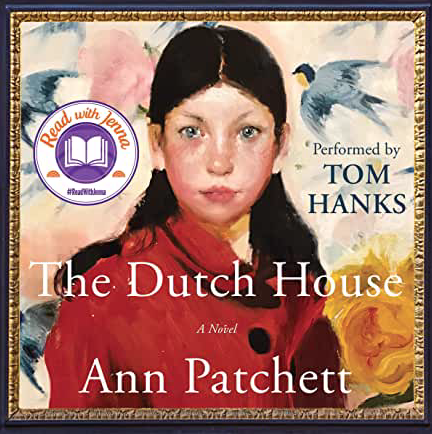 Read with Jenna
#ReadWithJenna
Performed by
TOM
HANKS
The Dutch House
A Novel
Ann Patchett